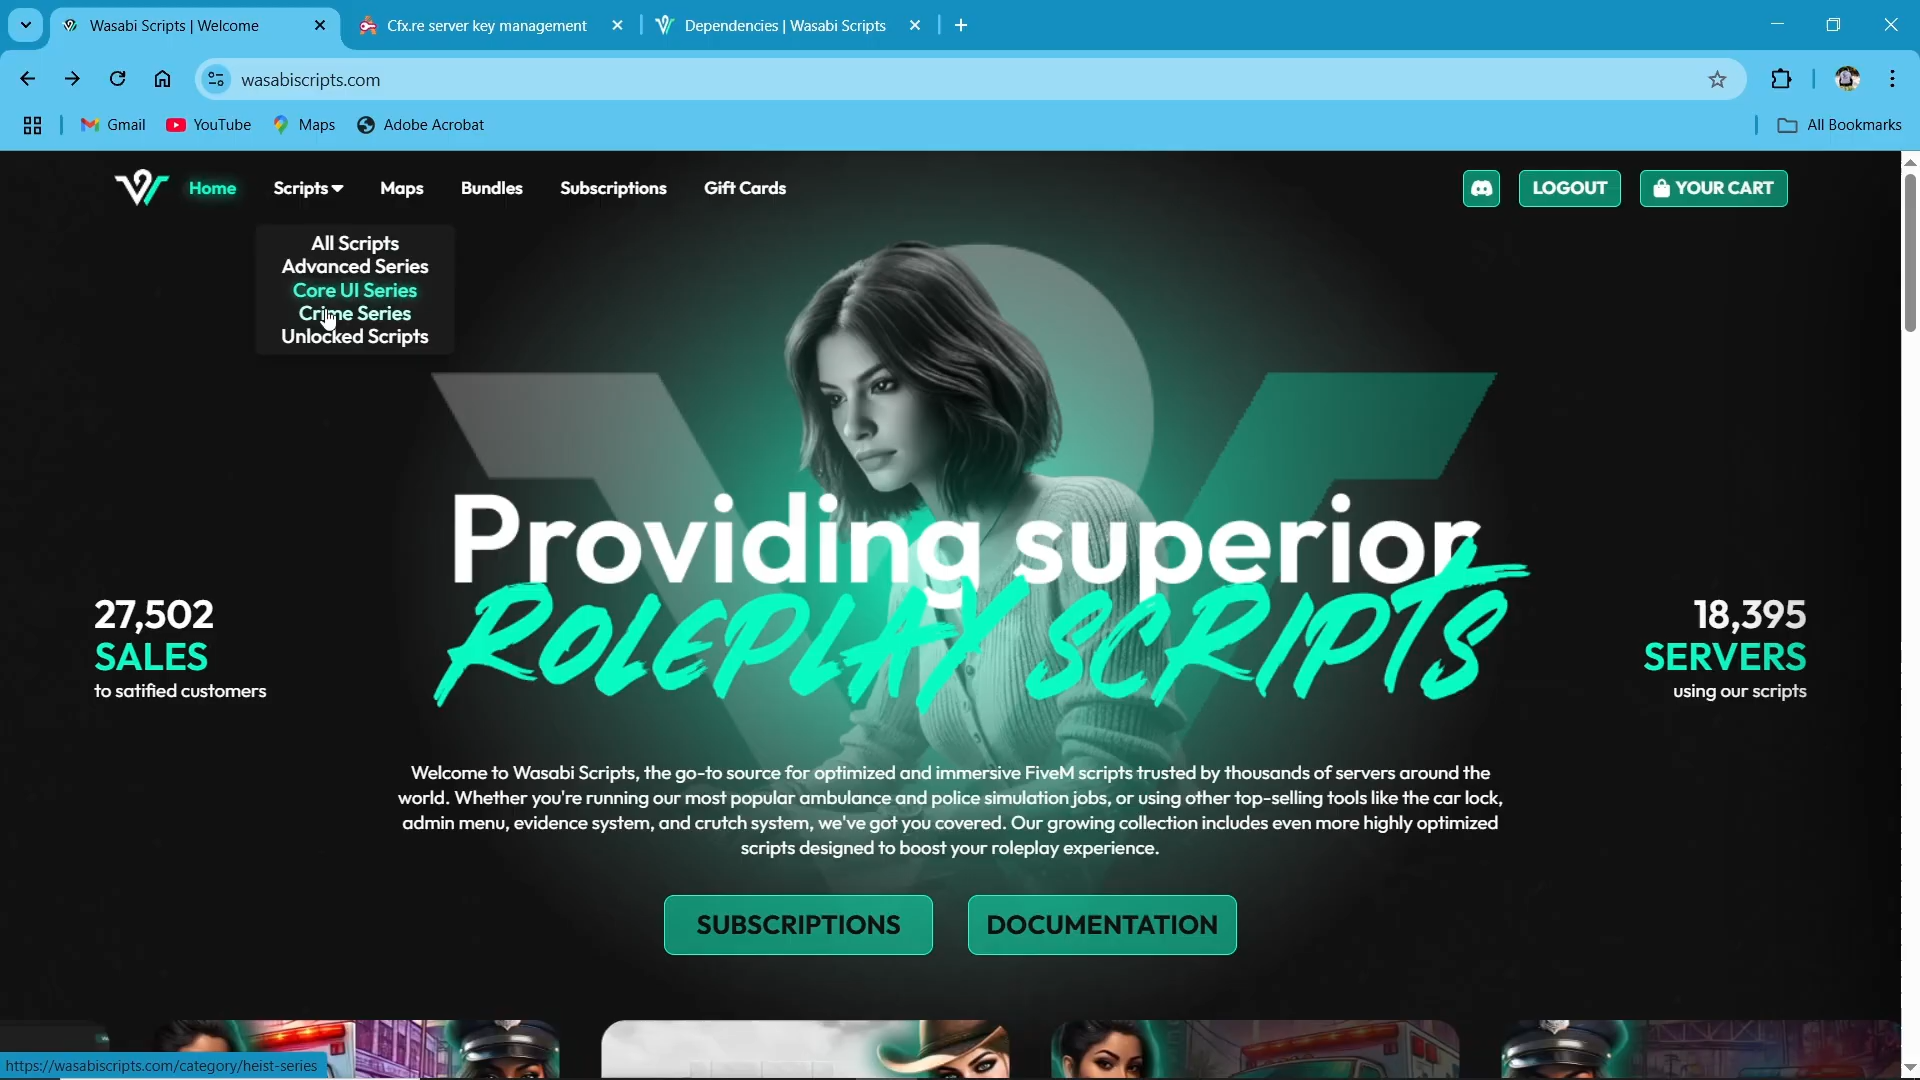 Wasabi Scripts | Welcome
Cfx.re server key management
Dependencies | Wasabi Scripts
wasabiscripts.com
Gmail
YouTube
Maps
Adobe Acrobat
All Bookmarks
Home
Scripts
Maps
Bundles
Subscriptions
Gift Cards
LOGOUT
YOUR CART
All Scripts
Advanced Series
Core UI Series
Crime Series
Unlocked Scripts
Providing superior
ROLEPLAY SCRIPTS
27,502
SALES
to satified customers
18,395
SERVERS
using our scripts
Welcome to Wasabi Scripts, the go-to source for optimized and immersive FiveM scripts trusted by thousands of servers around the
world. Whether you're running our most popular ambulance and police simulation jobs, or using other top-selling tools like the car lock,
admin menu, evidence system, and crutch system, we've got you covered. Our growing collection includes even more highly optimized
scripts designed to boost your roleplay experience.
SUBSCRIPTIONS
DOCUMENTATION
https://wasabiscripts.com/category/heist-series